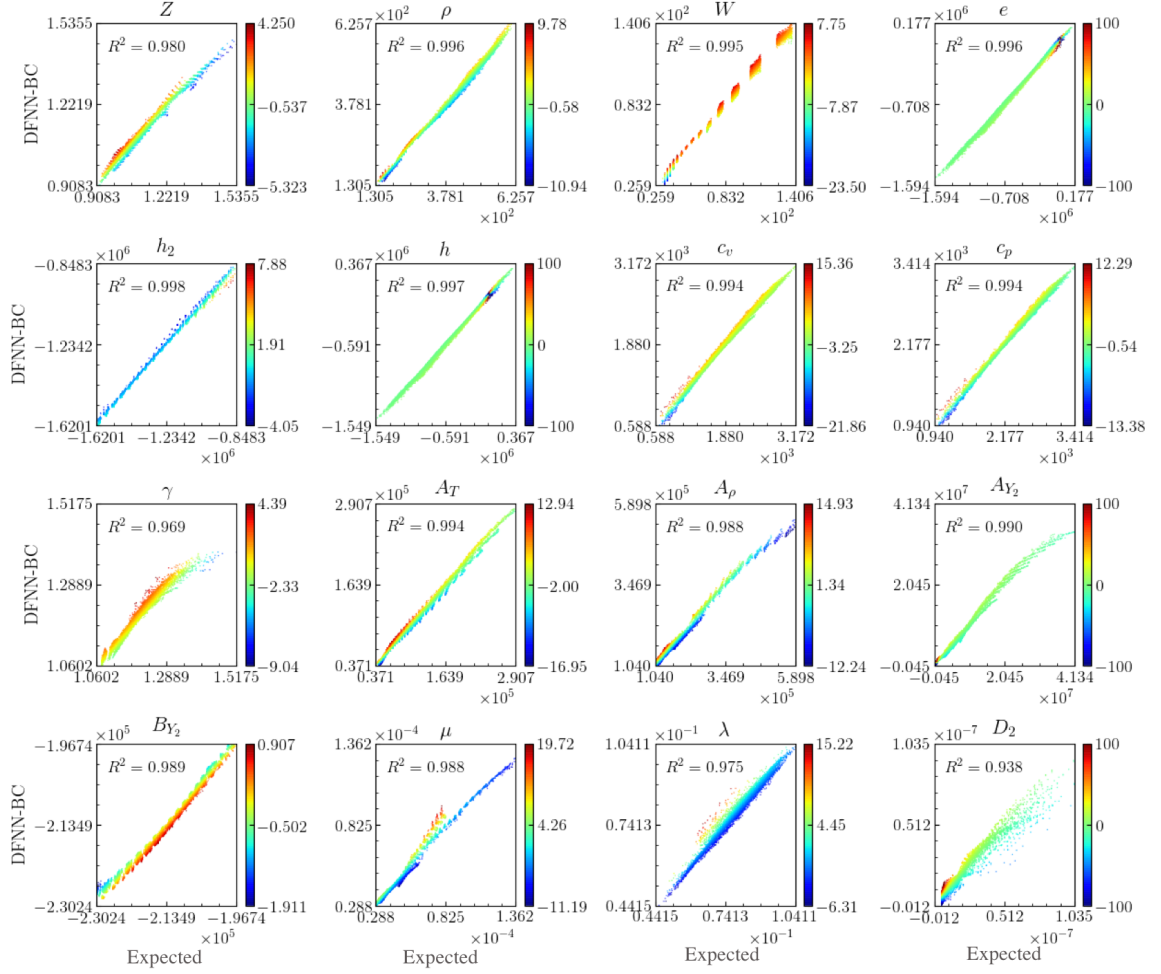 Z
1.5355
1.2219
0.9083
R² = 0.980
DFNN-BC
0.9083 1.2219 1.5355
4.250
−0.537
−5.323
ρ
×10²
6.257
3.781
1.305
R² = 0.996
1.305 3.781 6.257
×10²
9.78
−0.58
−10.94
W
×10²
1.406
0.832
0.259
R² = 0.995
0.259 0.832 1.406
×10²
7.75
−7.87
−23.50
e
×10⁶
0.177
−0.708
−1.594
R² = 0.996
−1.594 −0.708 0.177
×10⁶
100
0
−100
h₂
×10⁶
−0.8483
−1.2342
−1.6201
R² = 0.998
DFNN-BC
−1.6201 −1.2342 −0.8483
×10⁶
7.88
1.91
−4.05
h
×10⁶
0.367
−0.591
−1.549
R² = 0.997
−1.549 −0.591 0.367
×10⁶
100
0
−100
c_v
×10³
3.172
1.880
0.588
R² = 0.994
0.588 1.880 3.172
×10³
15.36
−3.25
−21.86
c_p
×10³
3.414
2.177
0.940
R² = 0.994
0.940 2.177 3.414
×10³
12.29
−0.54
−13.38
γ
1.5175
1.2889
1.0602
R² = 0.969
DFNN-BC
1.0602 1.2889 1.5175
4.39
−2.33
−9.04
A_T
×10⁵
2.907
1.639
0.371
R² = 0.994
0.371 1.639 2.907
×10⁵
12.94
−2.00
−16.95
A_ρ
×10⁵
5.898
3.469
1.040
R² = 0.988
1.040 3.469 5.898
×10⁵
14.93
1.34
−12.24
A_{Y₂}
×10⁷
4.134
2.045
−0.045
R² = 0.990
−0.045 2.045 4.134
×10⁷
100
0
−100
B_{Y₂}
×10⁵
−1.9674
−2.1349
−2.3024
R² = 0.989
DFNN-BC
−2.3024 −2.1349 −1.9674
×10⁵
Expected
0.907
−0.502
−1.911
μ
×10⁻⁴
1.362
0.825
0.288
R² = 0.988
0.288 0.825 1.362
×10⁻⁴
Expected
19.72
4.26
−11.19
λ
×10⁻¹
1.0411
0.7413
0.4415
R² = 0.975
0.4415 0.7413 1.0411
×10⁻¹
Expected
15.22
4.45
−6.31
D₂
×10⁻⁷
1.035
0.512
−0.012
R² = 0.938
−0.012 0.512 1.035
×10⁻⁷
Expected
100
0
−100